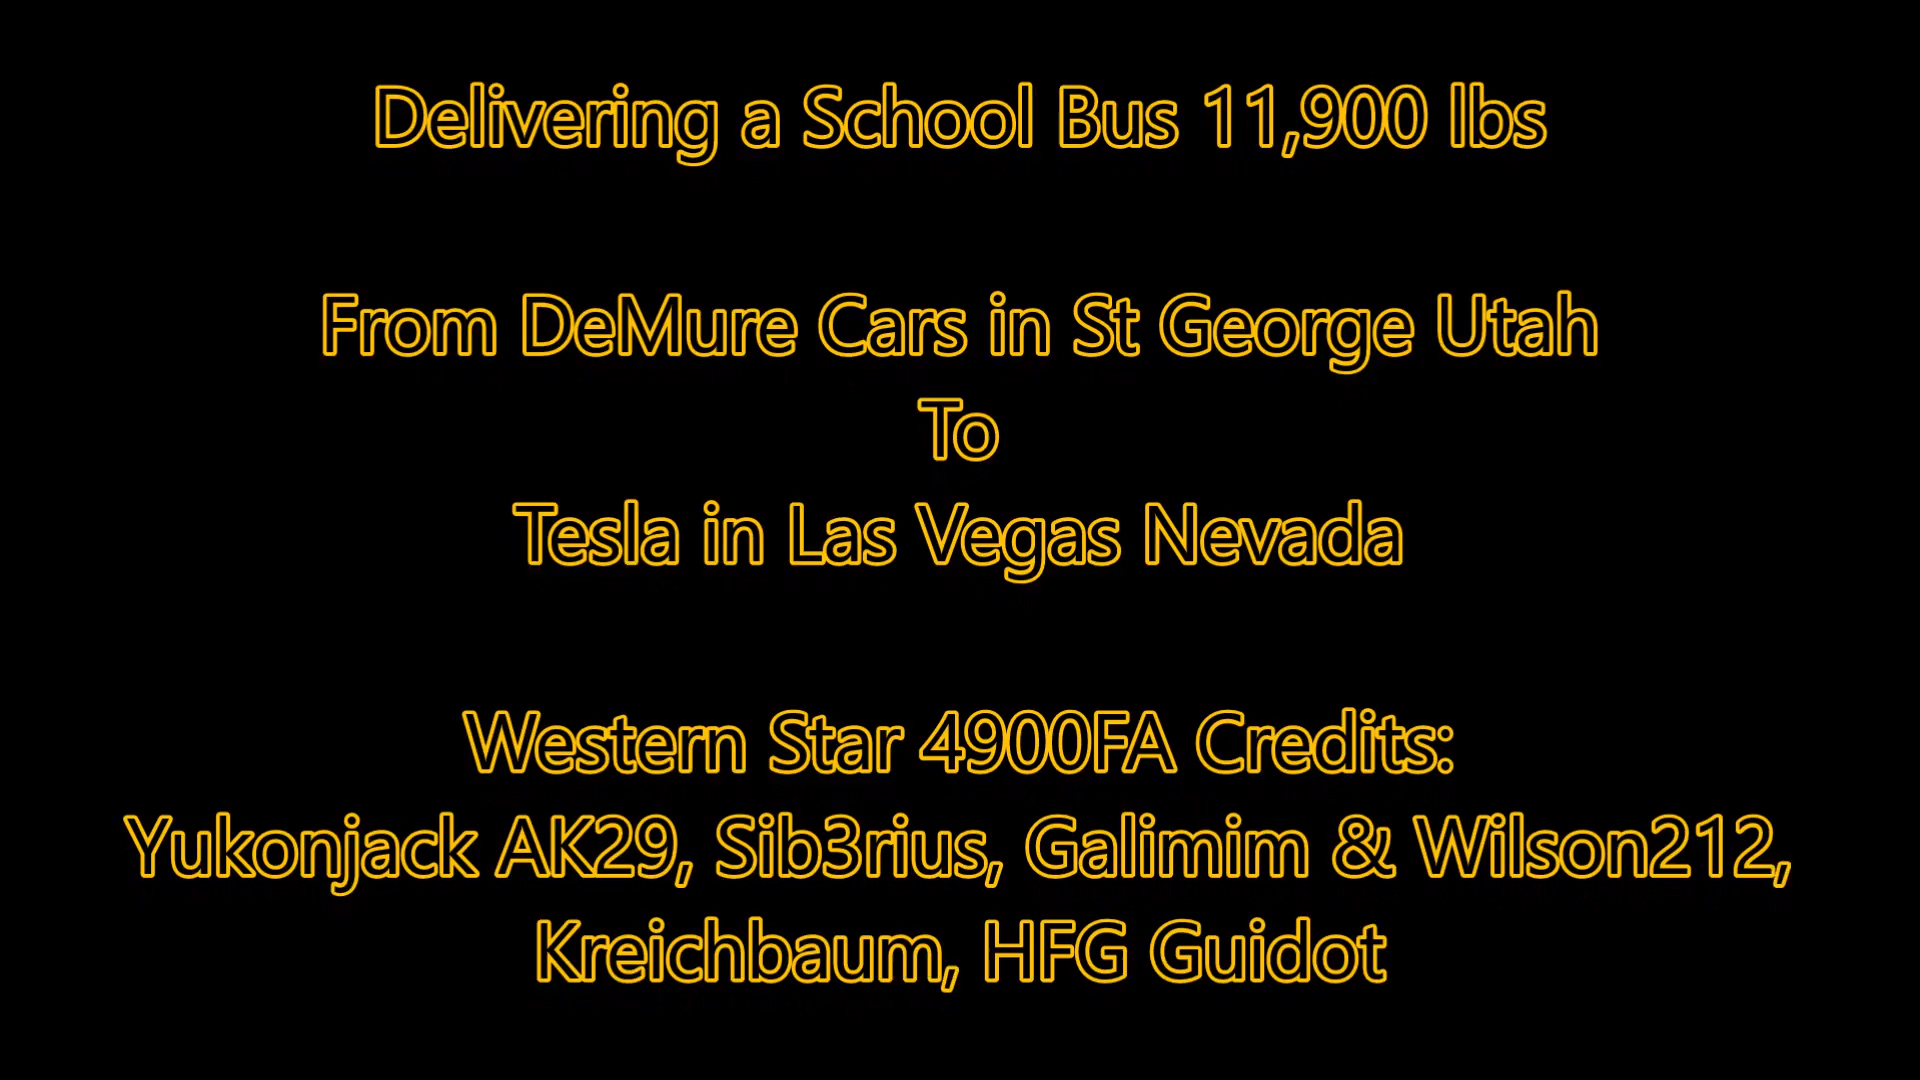 Delivering a School Bus 11,900 lbs
From DeMure Cars in St George Utah
To
Tesla in Las Vegas Nevada
Western Star 4900FA Credits:
Yukonjack AK29, Sib3rius, Galimim & Wilson212,
Kreichbaum, HFG Guidot